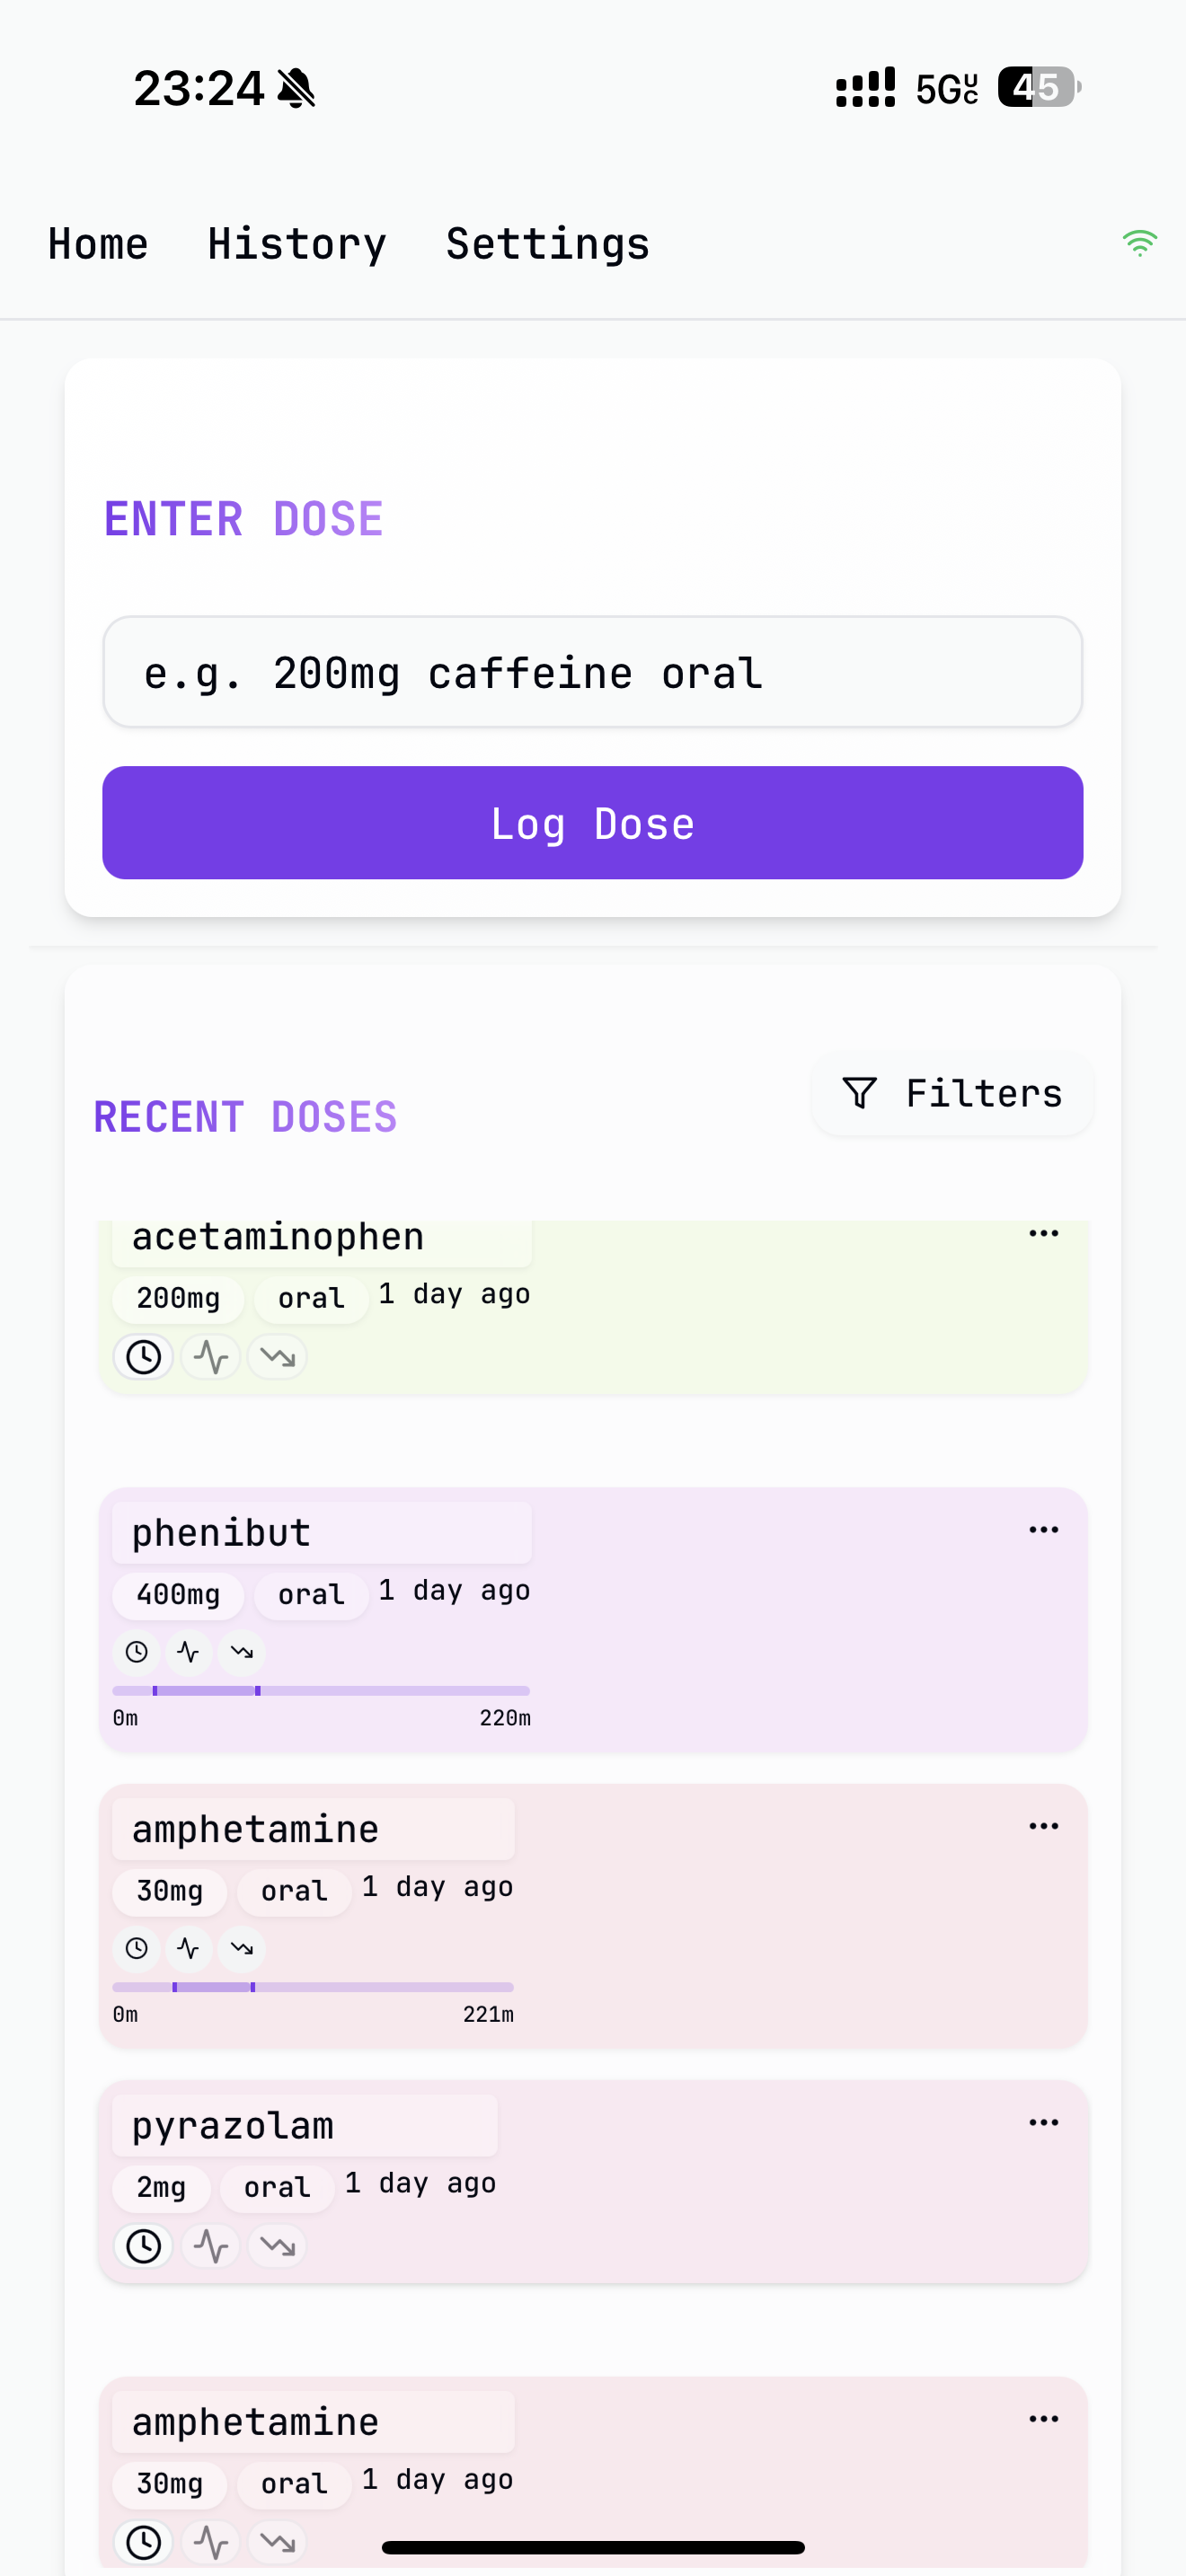 23:24 5GUC 45
Home History Settings
ENTER DOSE
e.g. 200mg caffeine oral
Log Dose
Filters
RECENT DOSES
acetaminophen
200mg oral 1 day ago
phenibut
400mg oral 1 day ago
0m 220m
amphetamine
30mg oral 1 day ago
0m 221m
pyrazolam
2mg oral 1 day ago
amphetamine
30mg oral 1 day ago